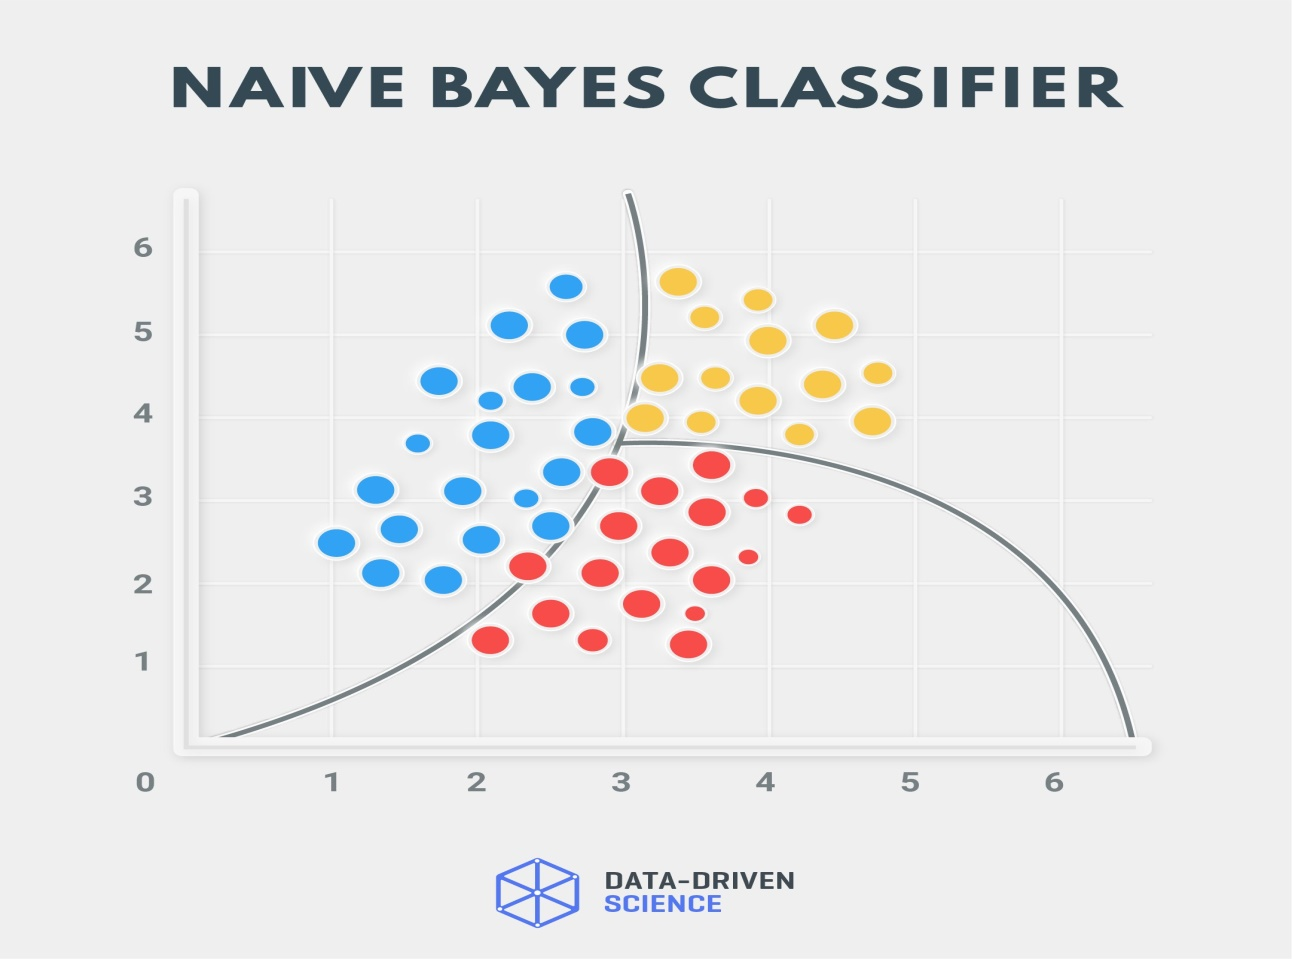 NAIVE BAYES CLASSIFIER
6
5
4
3
2
1
0 1 2 3 4 5 6
DATA-DRIVEN
SCIENCE